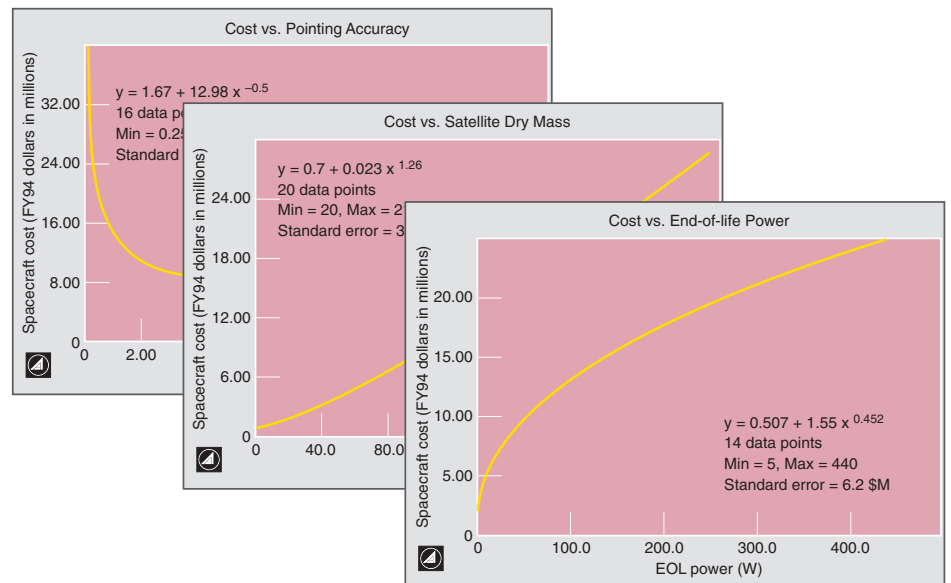 Cost vs. Pointing Accuracy
Spacecraft cost (FY94 dollars in millions)
32.00
24.00
16.00
8.00
0
0
2.00
y = 1.67 + 12.98 x –0.5
16 data
Min =
Standard
Cost vs. Satellite Dry Mass
Spacecraft cost (FY94 dollars in millions)
24.00
18.00
12.00
6.00
0
0
40.0
80.0
y = 0.7 + 0.023 x 1.26
20 data points
Min = 20, Max =
Standard error =
Cost vs. End-of-life Power
Spacecraft cost (FY94 dollars in millions)
20.00
15.00
10.00
5.00
0
0
100.0
200.0
300.0
400.0
EOL power (W)
y = 0.507 + 1.55 x 0.452
14 data points
Min = 5, Max = 440
Standard error = 6.2 $M